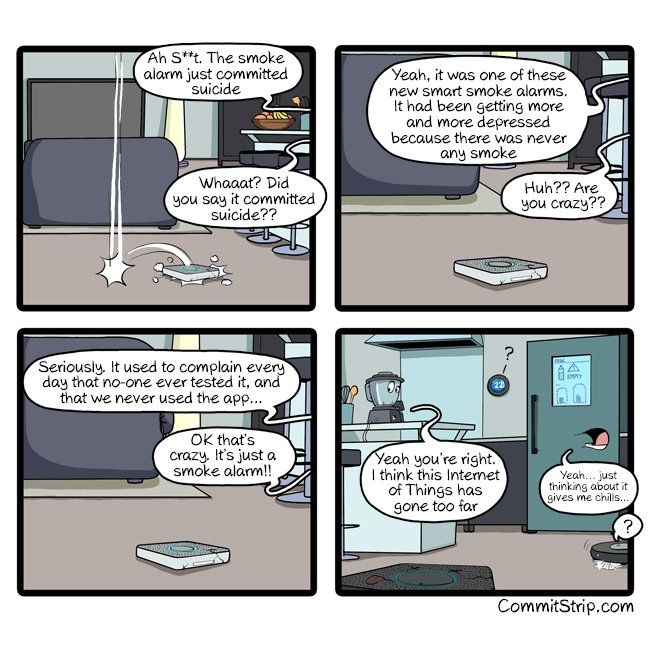 Ah S**t. The smoke
alarm just committed
suicide
Whaaat? Did
you say it committed
suicide??
Yeah, it was one of these
new smart smoke alarms.
It had been getting more
and more depressed
because there was never
any smoke
Huh?? Are
you crazy??
Seriously. It used to complain every
day that no-one ever tested it, and
that we never used the app...
OK that's
crazy. It's just a
smoke alarm!!
?
22
EMPTY
Yeah you're right.
I think this Internet
of Things has
gone too far
Yeah... just
thinking about it
gives me chills...
?
CommitStrip.com